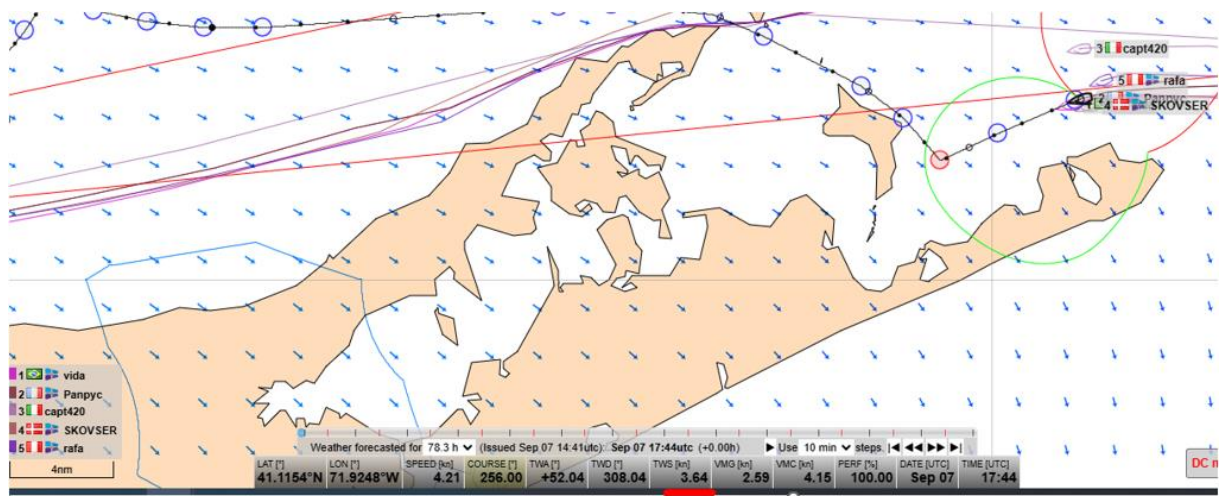 3 capt420
5 rafa
2 Panpyc
4 SKOVSER
1 vida
2 Panpyc
3 capt420
4 SKOVSER
5 rafa
4nm
Weather forecasted for 78.3 h (Issued Sep 07 14:41utc) Sep 07 17:44utc (+0.00h) Use 10 min steps.
LAT [°] LON [°] SPEED [kn] COURSE [°] TWA [°] TWD [°] TWS [kn] VMG [kn] VMC [kn] PERF [%] DATE [UTC] TIME [UTC]
41.1154°N 71.9248°W 4.21 256.00 +52.04 308.04 3.64 2.59 4.15 100.00 Sep 07 17:44